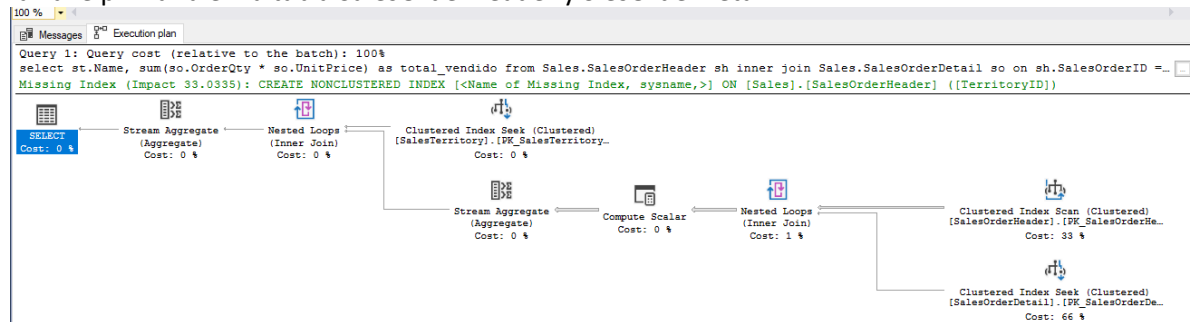 100 %
Messages Execution plan
Query 1: Query cost (relative to the batch): 100%
select st.Name, sum(so.OrderQty * so.UnitPrice) as total_vendido from Sales.SalesOrderHeader sh inner join Sales.SalesOrderDetail so on sh.SalesOrderID =…
Missing Index (Impact 33.0335): CREATE NONCLUSTERED INDEX [<Name of Missing Index, sysname,>] ON [Sales].[SalesOrderHeader] ([TerritoryID])
SELECT
Cost: 0 %
Stream Aggregate
(Aggregate)
Cost: 0 %
Nested Loops
(Inner Join)
Cost: 0 %
Clustered Index Seek (Clustered)
[SalesTerritory].[PK_SalesTerritory…
Cost: 0 %
Stream Aggregate
(Aggregate)
Cost: 0 %
Compute Scalar
Cost: 0 %
Nested Loops
(Inner Join)
Cost: 1 %
Clustered Index Scan (Clustered)
[SalesOrderHeader].[PK_SalesOrderHe…
Cost: 33 %
Clustered Index Seek (Clustered)
[SalesOrderDetail].[PK_SalesOrderDe…
Cost: 66 %